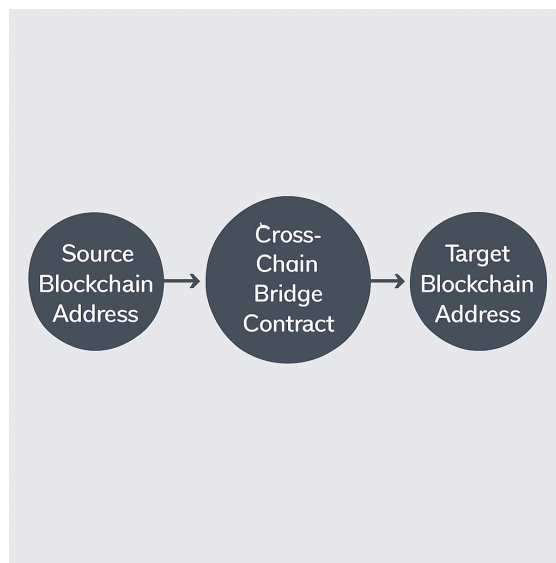 Source
Blockchain
Address
Cross-
Chain
Bridge
Contract
Target
Blockchain
Address